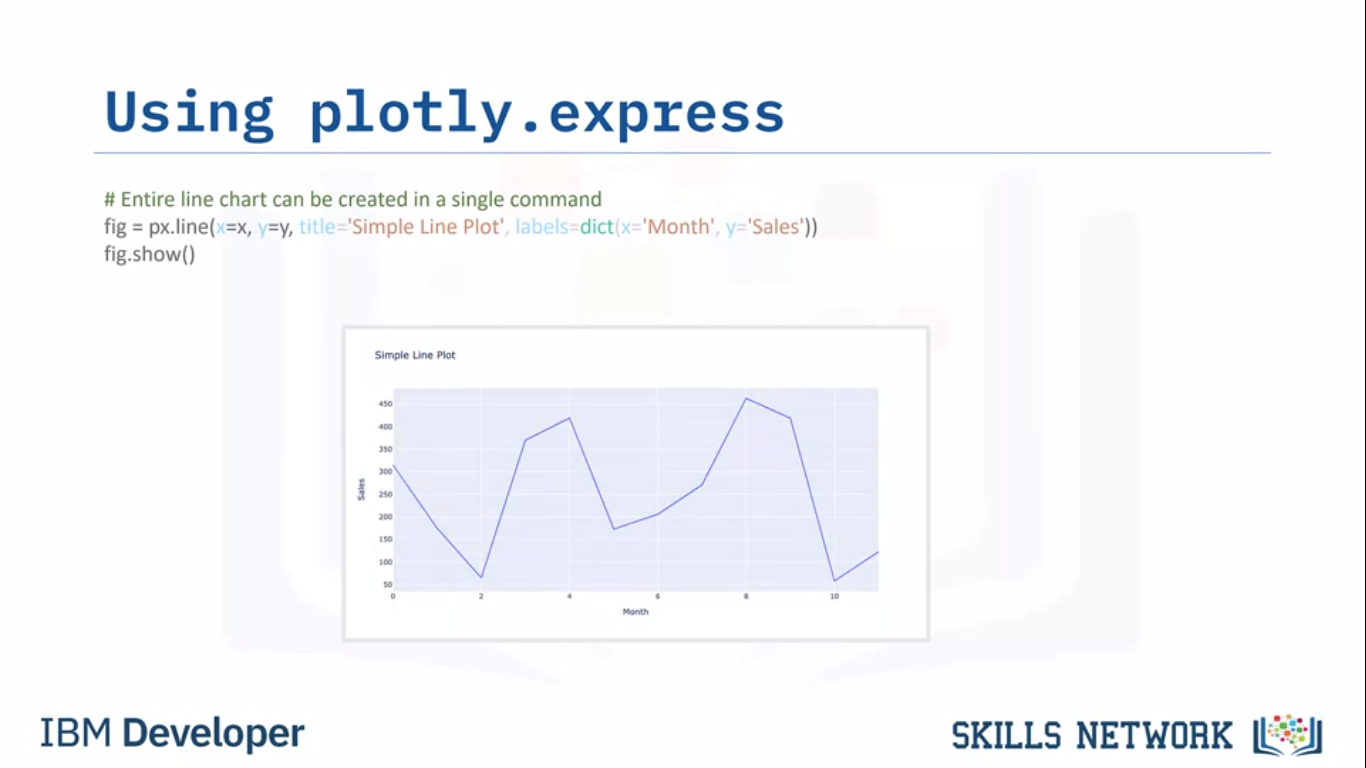 Using plotly.express
# Entire line chart can be created in a single command
fig = px.line(x=x, y=y, title='Simple Line Plot', labels=dict(x='Month', y='Sales'))
fig.show()
Simple Line Plot
450
400
350
300
250
200
150
100
50
Sales
0 2 4 6 8 10
Month
IBM Developer
SKILLS NETWORK